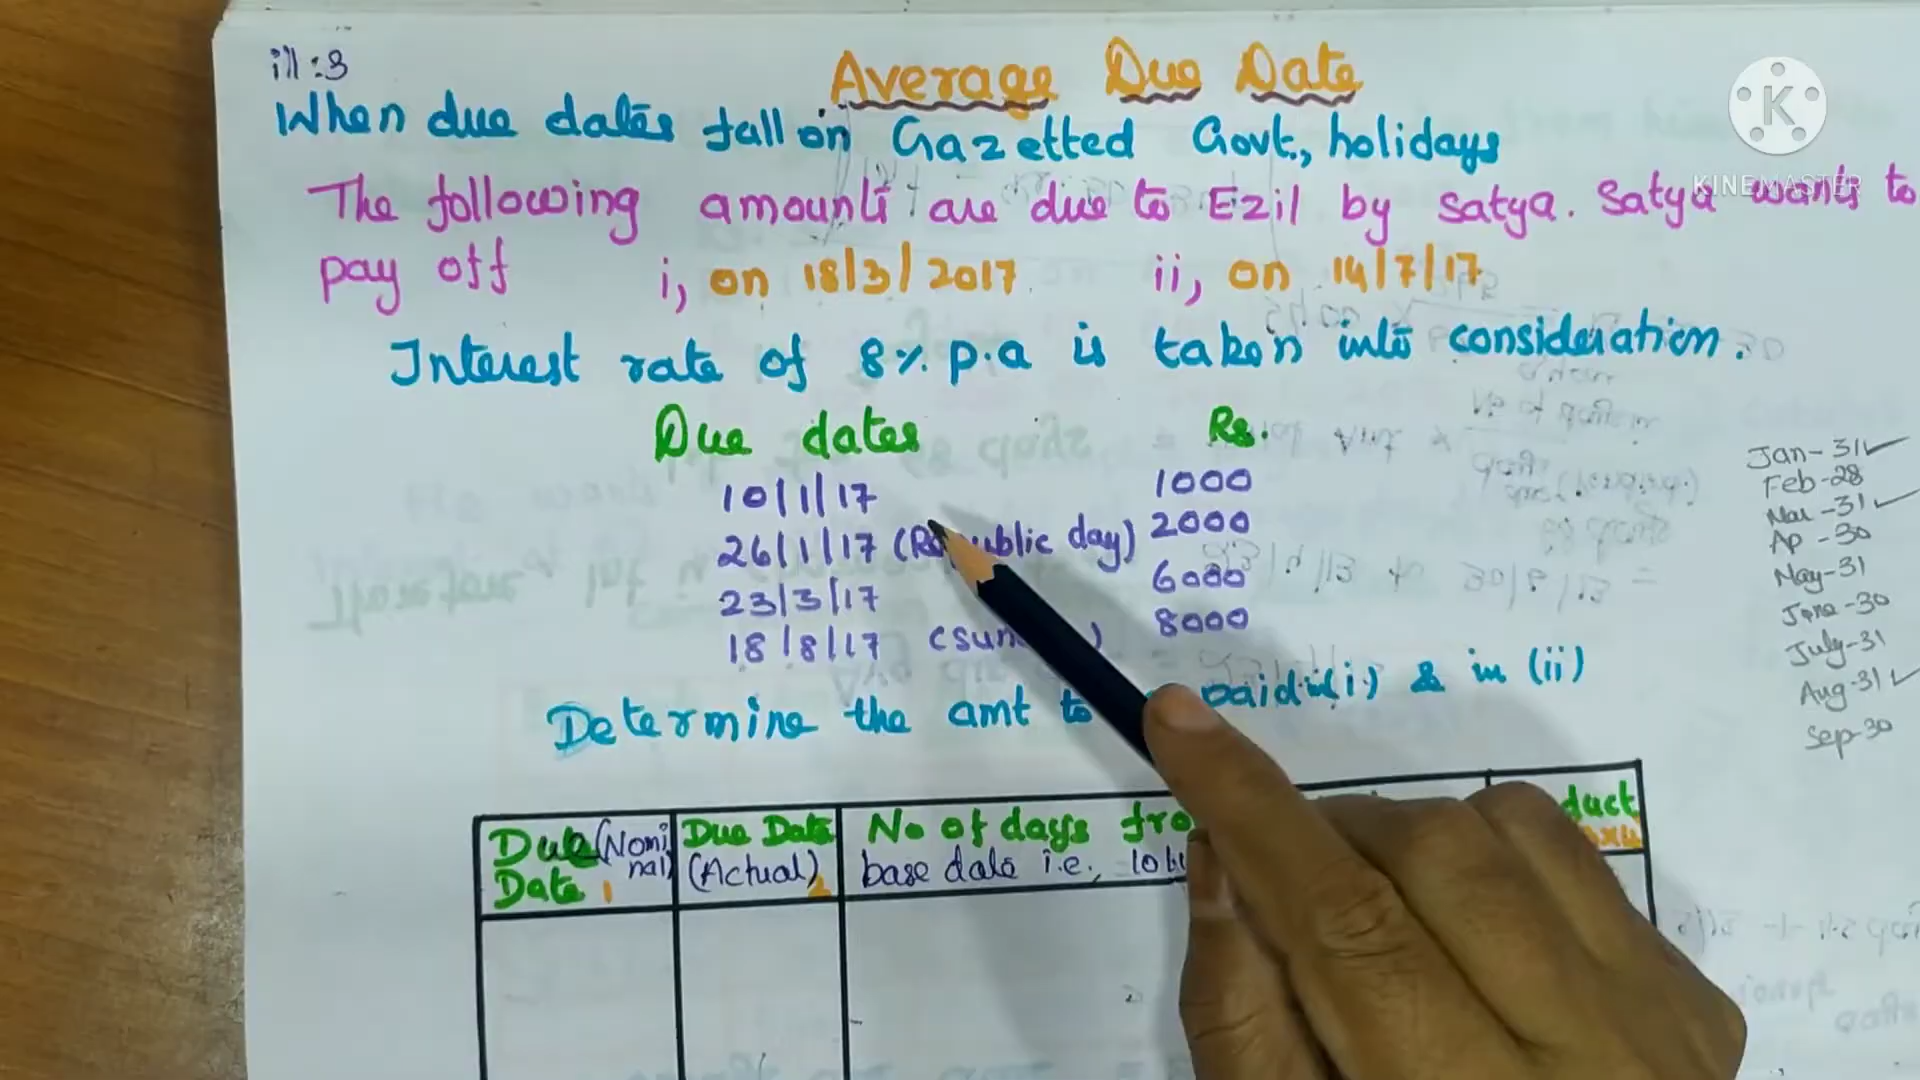 ill:3
Average Due Date
When due dates fall on Gazetted Govt., holidays
The following amounts are due to Ezil by Satya. Satya wants to
pay off i, on 18/3/2017 ii, on 14/7/17
Interest rate of 8% p.a is taken into consideration.
Due dates Rs.
10/1/17 1000
26/1/17 (Republic day) 2000
23/3/17 6000
18/8/17 8000
Determine the amt to paid in (i) & in (ii)
Jan-31✓
Feb-28
Mar-31✓
Ap-30
May-31
June-30
July-31
Aug-31✓
Sep-30
Due (Nominal) Date 1
Due Date (Actual) 2
No of days
base date i.e.,
K
KINEMASTER